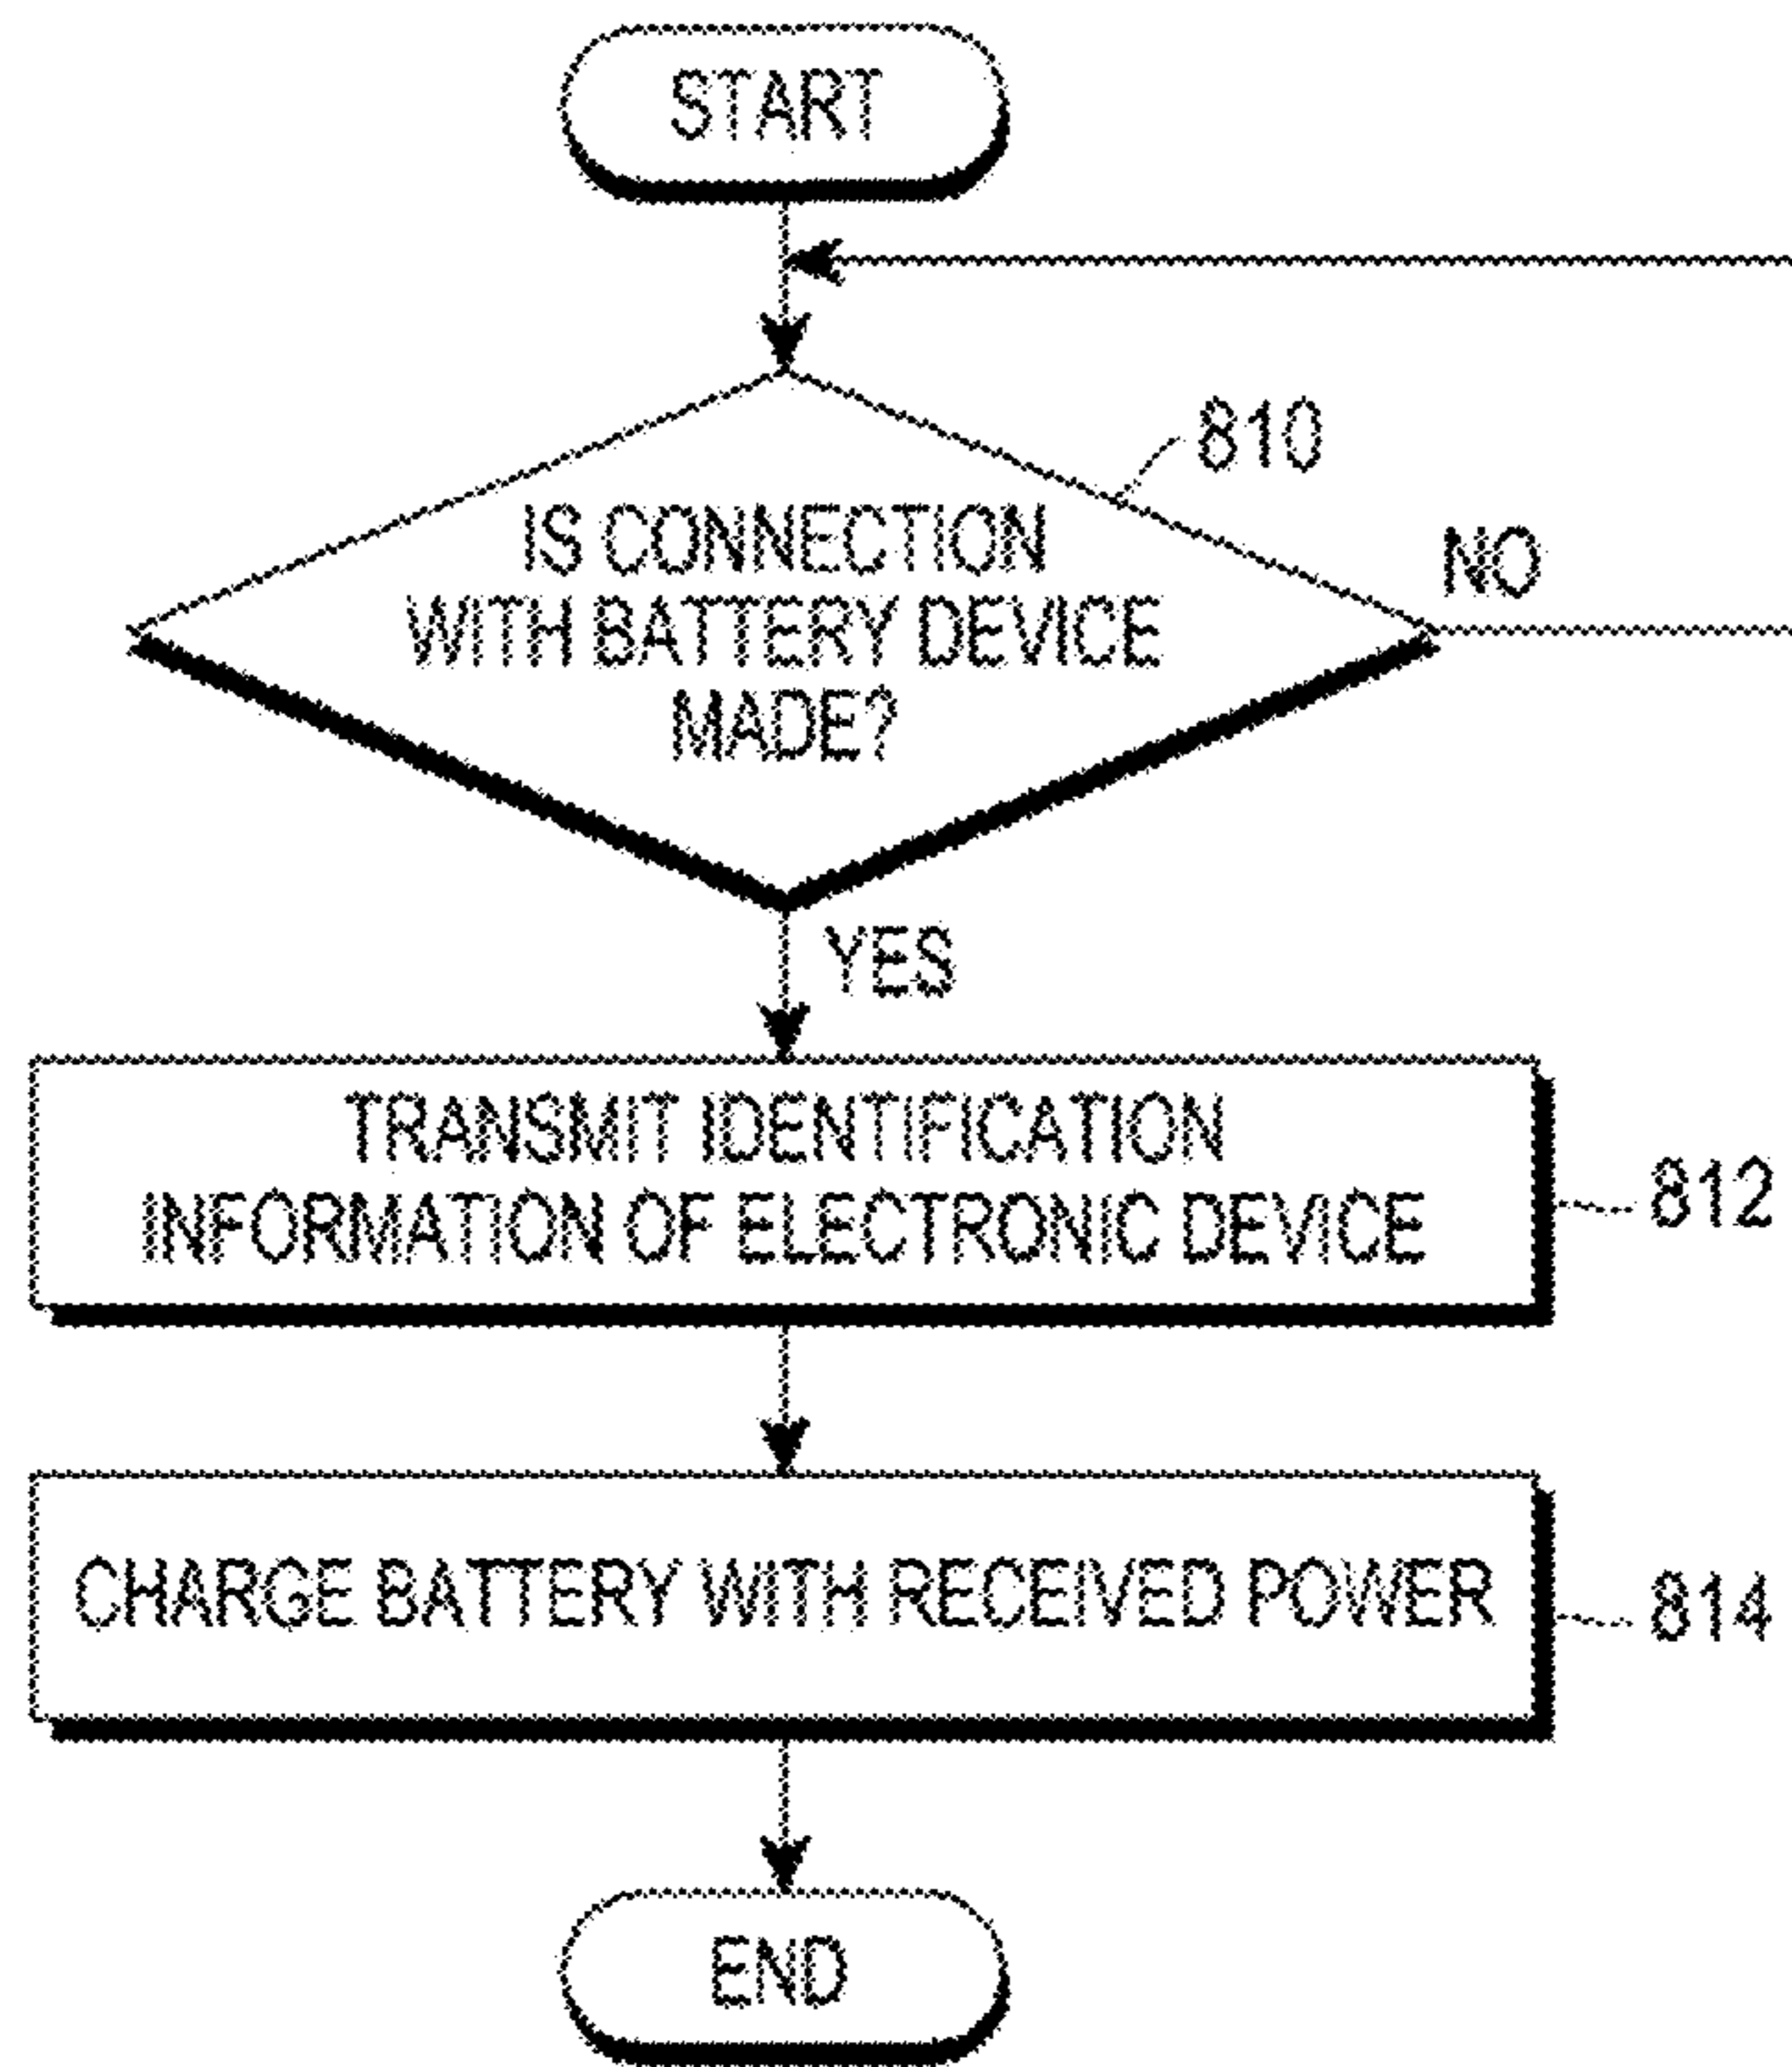 START
810
IS CONNECTION
WITH BATTERY DEVICE
MADE?
NO
YES
TRANSMIT IDENTIFICATION
INFORMATION OF ELECTRONIC DEVICE
812
CHARGE BATTERY WITH RECEIVED POWER
814
END